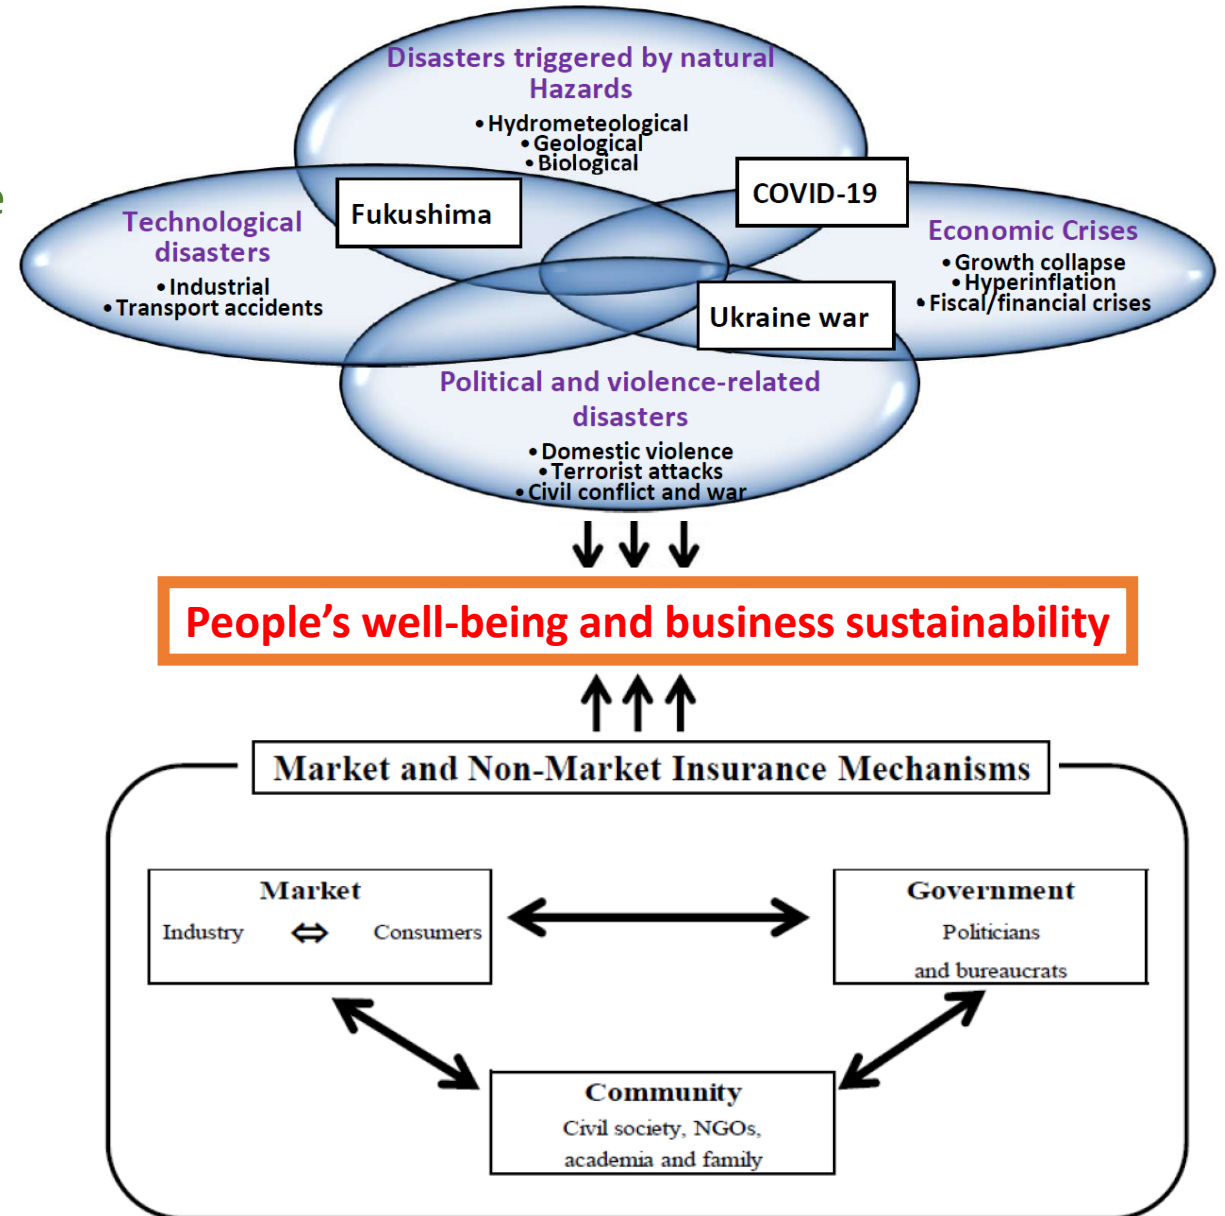 Disasters triggered by natural
Hazards
•Hydrometeological
•Geological
•Biological
COVID-19
Fukushima
e
Technological
disasters
•Industrial
•Transport accidents
Economic Crises
•Growth collapse
•Hyperinflation
•Fiscal/financial crises
Ukraine war
Political and violence-related
disasters
•Domestic violence
•Terrorist attacks
•Civil conflict and war
People’s well-being and business sustainability
Market and Non-Market Insurance Mechanisms
Market
Industry ⇔ Consumers
Government
Politicians
and bureaucrats
Community
Civil society, NGOs,
academia and family